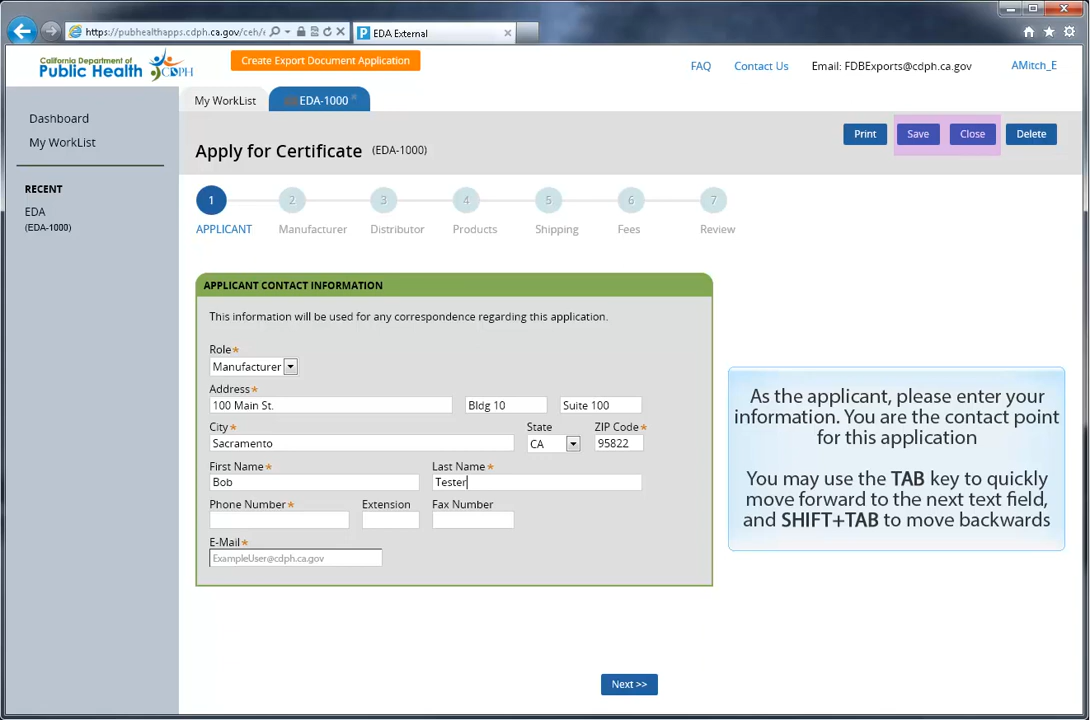 https://pubhealthapps.cdph.ca.gov/ceh/
EDA External
California Department of
Public Health
CDPH
Create Export Document Application
FAQ
Contact Us
Email: FDBExports@cdph.ca.gov
AMitch_E
My WorkList
EDA-1000
Dashboard
My WorkList
RECENT
EDA
(EDA-1000)
Apply for Certificate (EDA-1000)
Print
Save
Close
Delete
1 2 3 4 5 6 7
APPLICANT Manufacturer Distributor Products Shipping Fees Review
APPLICANT CONTACT INFORMATION
This information will be used for any correspondence regarding this application.
Role*
Manufacturer
Address*
100 Main St. Bldg 10 Suite 100
City* State ZIP Code*
Sacramento CA 95822
First Name* Last Name*
Bob Tester
Phone Number* Extension Fax Number
E-Mail*
ExampleUser@cdph.ca.gov
As the applicant, please enter your
information. You are the contact point
for this application
You may use the TAB key to quickly
move forward to the next text field,
and SHIFT+TAB to move backwards
Next >>